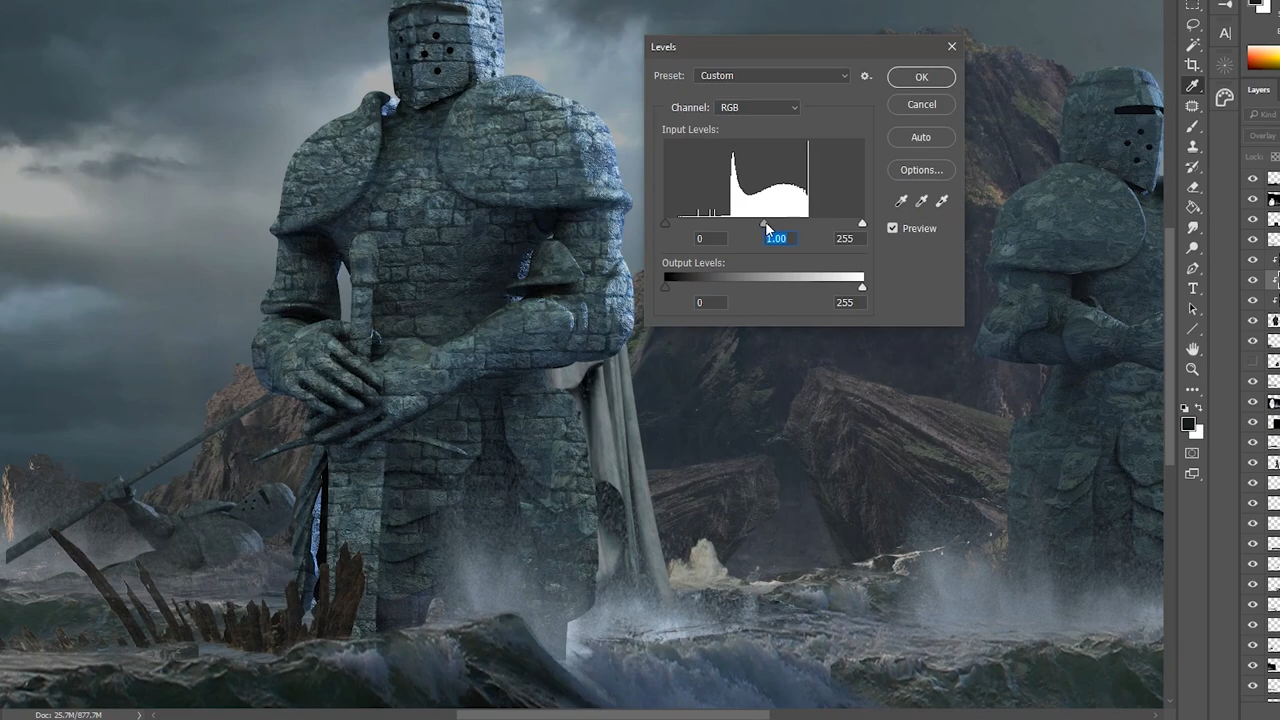 Levels
Preset: Custom
OK
Channel: RGB
Cancel
Input Levels:
Auto
Options...
0 1.00 255
Preview
Output Levels:
0 255
A|
T
Layers
Kind
Overlay
Lock:
Doc: 25.7M/877.7M